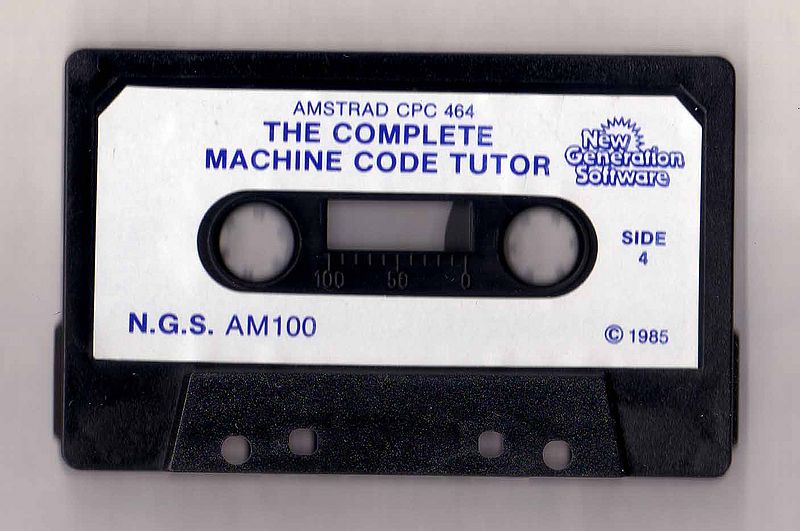 AMSTRAD CPC 464
THE COMPLETE
MACHINE CODE TUTOR
New
Generation
Software
SIDE
4
100 50 0
N.G.S. AM100
© 1985